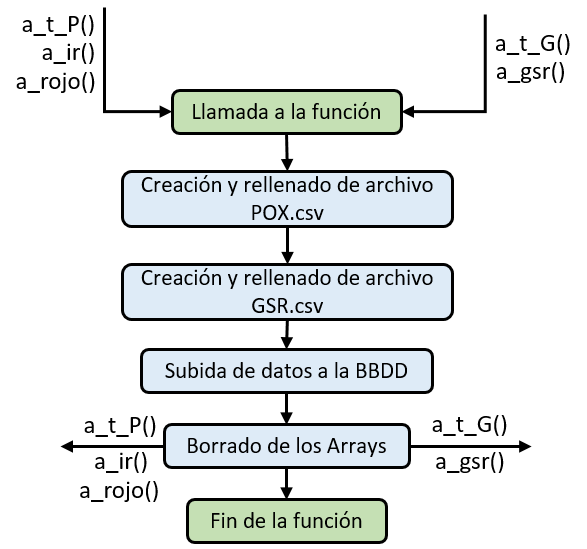 a_t_P()
a_ir()
a_rojo()
a_t_G()
a_gsr()
Llamada a la función
Creación y rellenado de archivo
POX.csv
Creación y rellenado de archivo
GSR.csv
Subida de datos a la BBDD
a_t_P()
a_ir()
a_rojo()
Borrado de los Arrays
a_t_G()
a_gsr()
Fin de la función